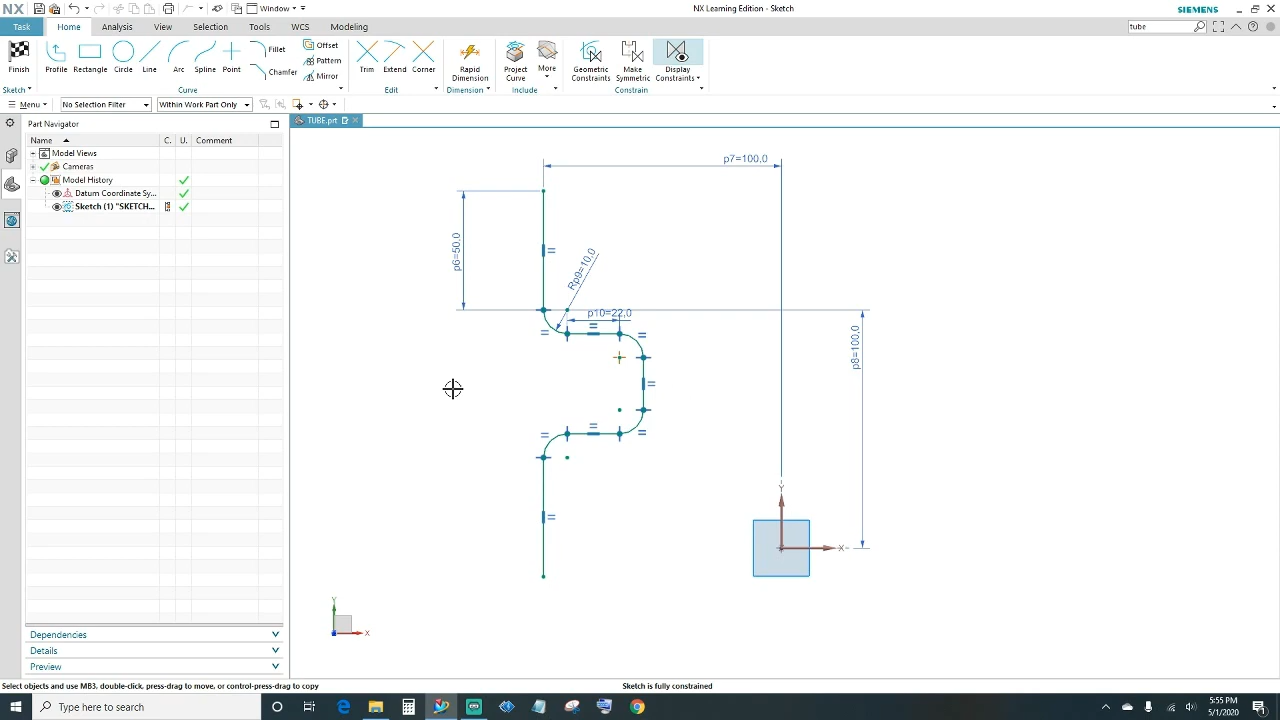 NX
Window
NX Learning Edition - Sketch
SIEMENS
Task
Home
Analysis
View
Selection
Tools
WCS
Modeling
tube
Finish
Profile
Rectangle
Circle
Line
Arc
Spline
Point
Fillet
Chamfer
Offset
Pattern
Mirror
Trim
Extend
Corner
Rapid
Dimension
Project
Curve
More
Geometric
Constraints
Make
Symmetric
Display
Constraints
Sketch
Curve
Edit
Dimension
Include
Constrain
Menu
No Selection Filter
Within Work Part Only
Part Navigator
TUBE.prt
Name
C.
U.
Comment
Model Views
Cameras
Model History
Datum Coordinate Sy...
Sketch (1) "SKETCH...
p7=100,0
p6=50,0
Rp9=10,0
p10=22,0
p8=100,0
Y
X
Y
X
Dependencies
Details
Preview
Select objects and use MB3, double-click, press-drag to move, or control-press-drag to copy
Sketch is fully constrained
Type here to search
5:55 PM
5/1/2020